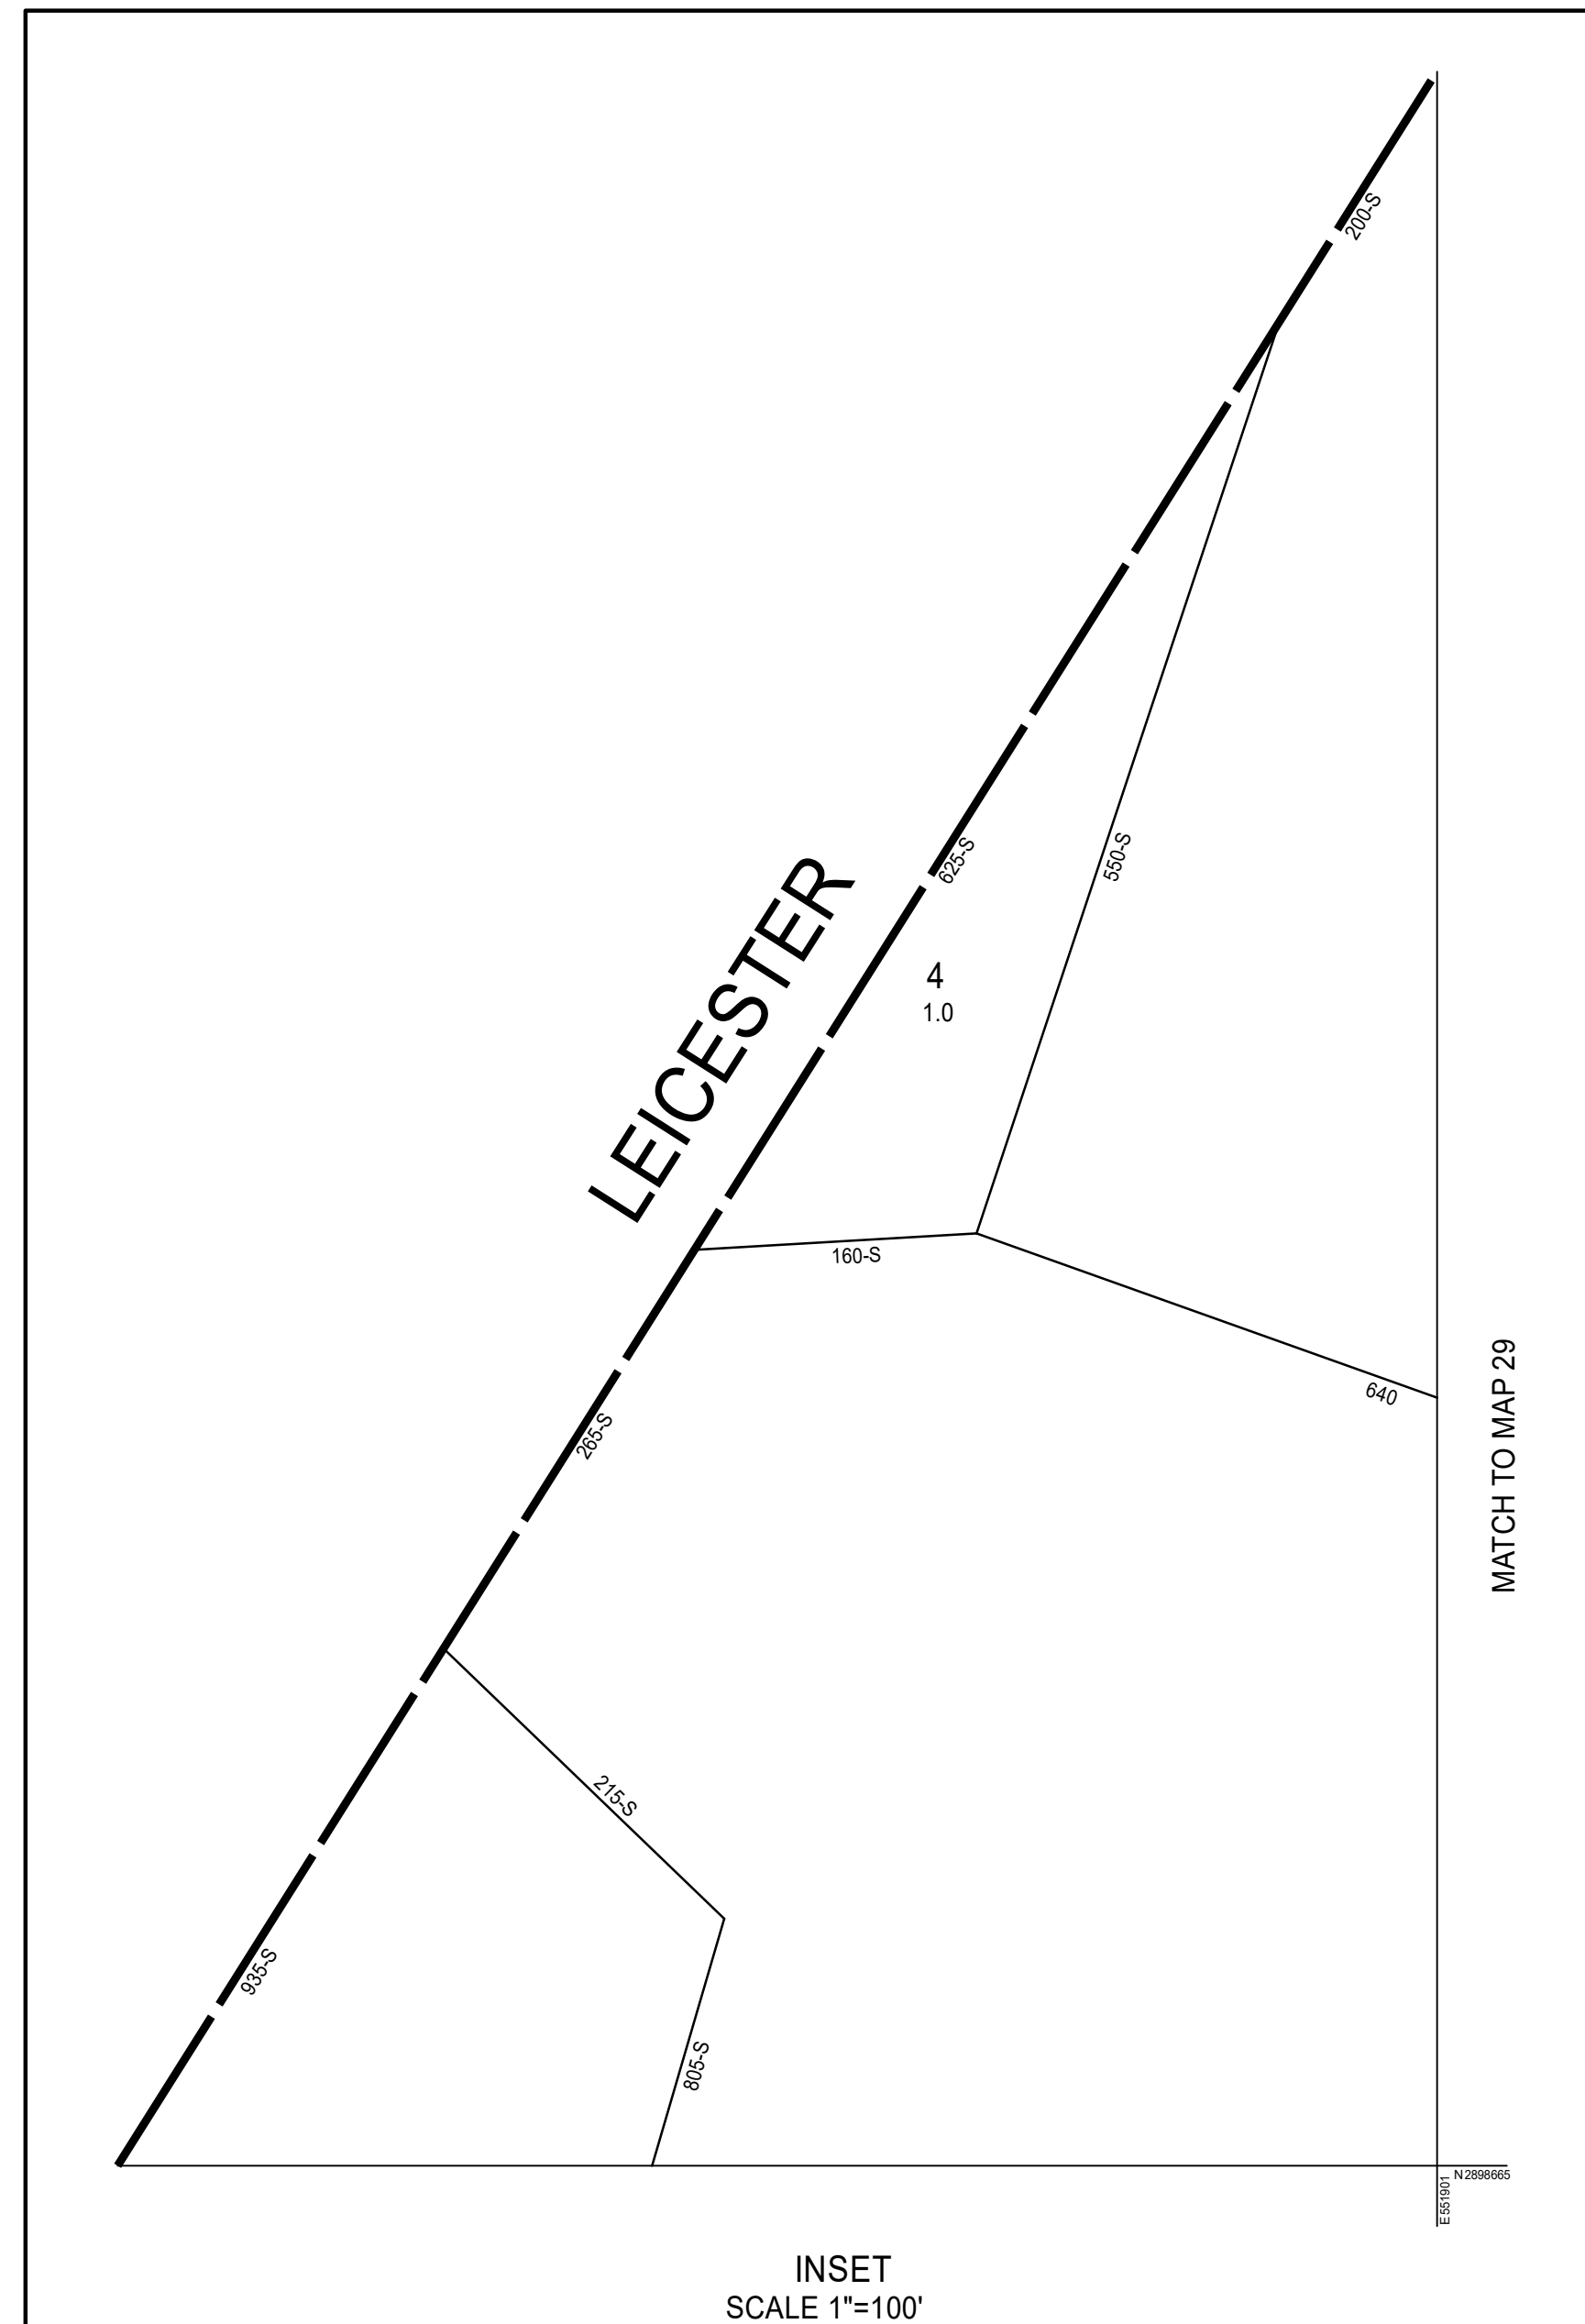 200-S
625-S
550-S
LEICESTER
4
1.0
160-S
265-S
640
MATCH TO MAP 29
215-S
935-S
805-S
N 2898665
E 551901
INSET
SCALE 1"=100'